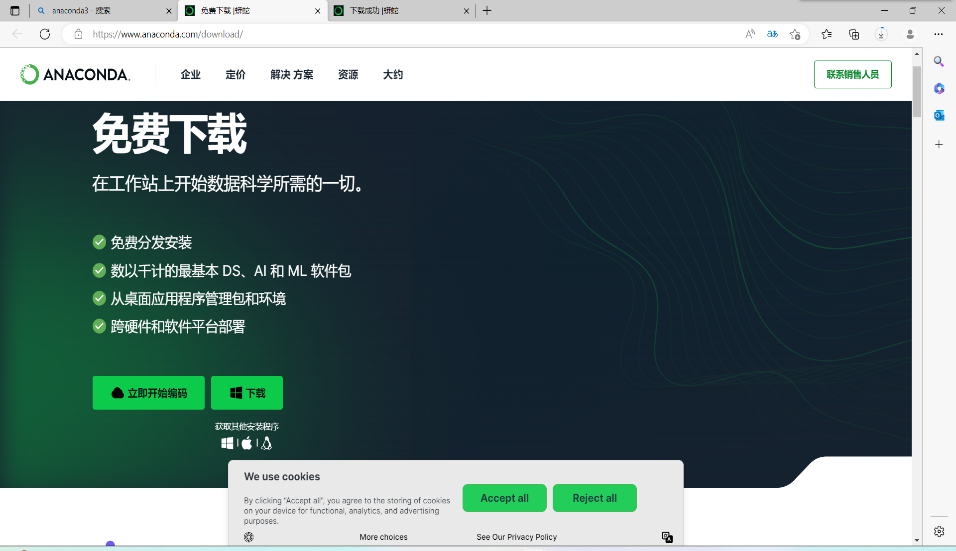 anaconda3 - 搜索
免费下载 |蟒蛇
下载成功 |蟒蛇
https://www.anaconda.com/download/
ANACONDA.
企业 定价 解决 方案 资源 大约
联系销售人员
免费下载
在工作站上开始数据科学所需的一切。
免费分发安装
数以千计的最基本 DS、AI 和 ML 软件包
从桌面应用程序管理包和环境
跨硬件和软件平台部署
立即开始编码 下载
获取其他安装程序
We use cookies
By clicking "Accept all", you agree to the storing of cookies
on your device for functional, analytics, and advertising
purposes.
Accept all Reject all
More choices See Our Privacy Policy